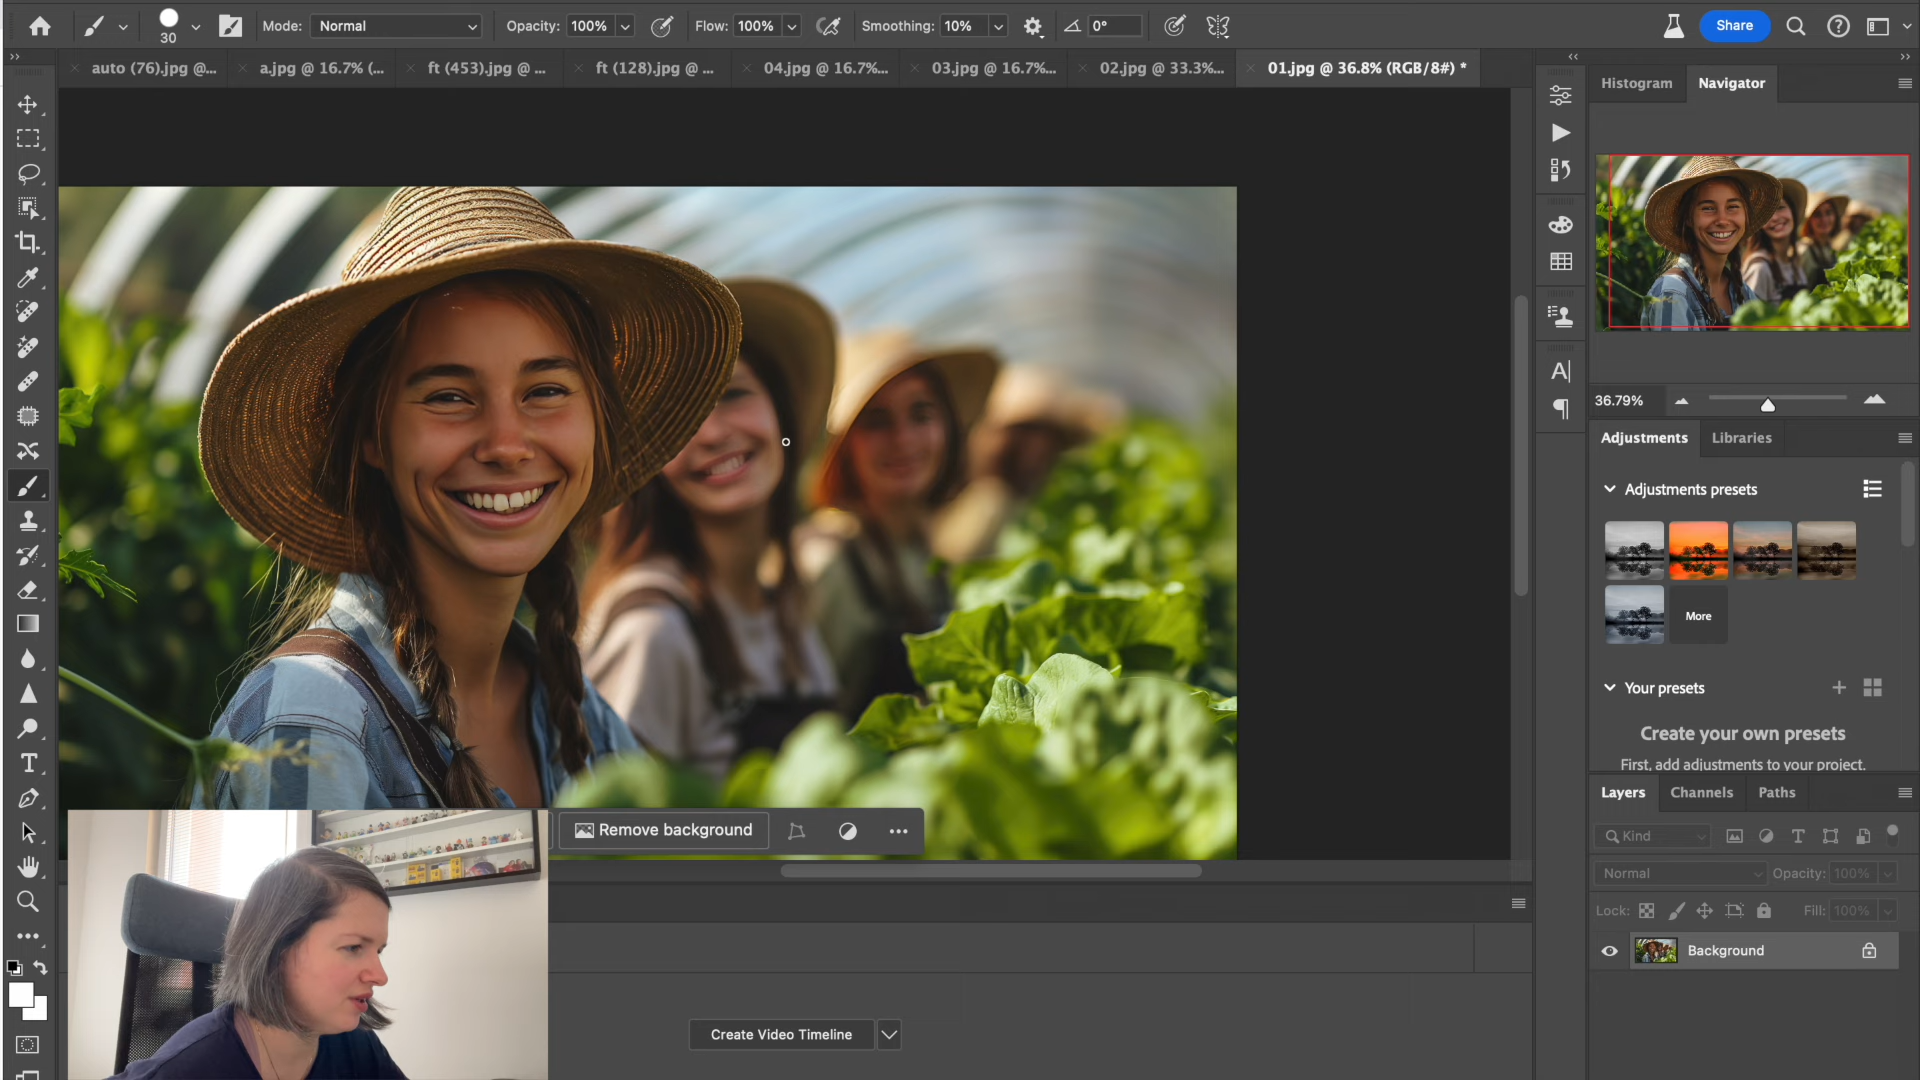 30
Mode: Normal
Opacity: 100%
Flow: 100%
Smoothing: 10%
0°
Share
auto (76).jpg @...
a.jpg @ 16.7% (...
ft (453).jpg @ ...
ft (128).jpg @ ...
04.jpg @ 16.7%...
03.jpg @ 16.7%...
02.jpg @ 33.3%...
01.jpg @ 36.8% (RGB/8#) *
Histogram
Navigator
36.79%
Adjustments
Libraries
Adjustments presets
More
Your presets
Create your own presets
First, add adjustments to your project.
Layers
Channels
Paths
Kind
Normal
Opacity: 100%
Lock:
Fill: 100%
Background
Remove background
Create Video Timeline